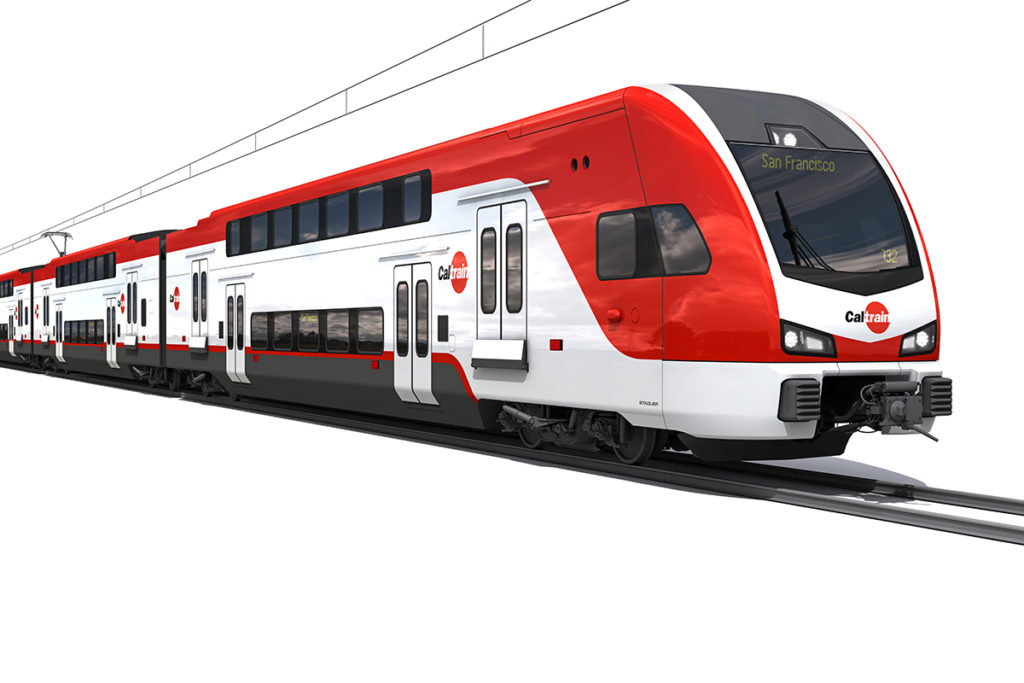 San Francisco
132
Caltrain
Caltrain
STADLER